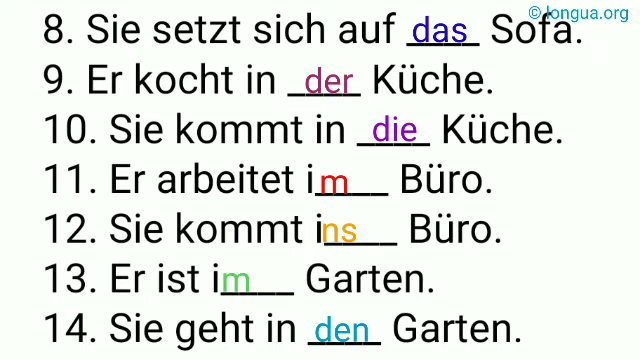 © longua.org
8. Sie setzt sich auf das Sofa.
9. Er kocht in der Küche.
10. Sie kommt in die Küche.
11. Er arbeitet im Büro.
12. Sie kommt ins Büro.
13. Er ist im Garten.
14. Sie geht in den Garten.